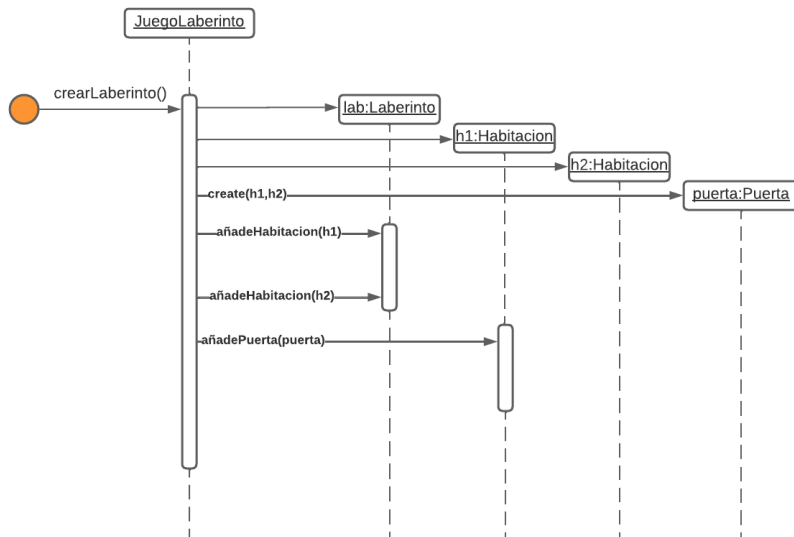 JuegoLaberinto
crearLaberinto()
lab:Laberinto
h1:Habitacion
h2:Habitacion
create(h1,h2)
puerta:Puerta
añadeHabitacion(h1)
añadeHabitacion(h2)
añadePuerta(puerta)